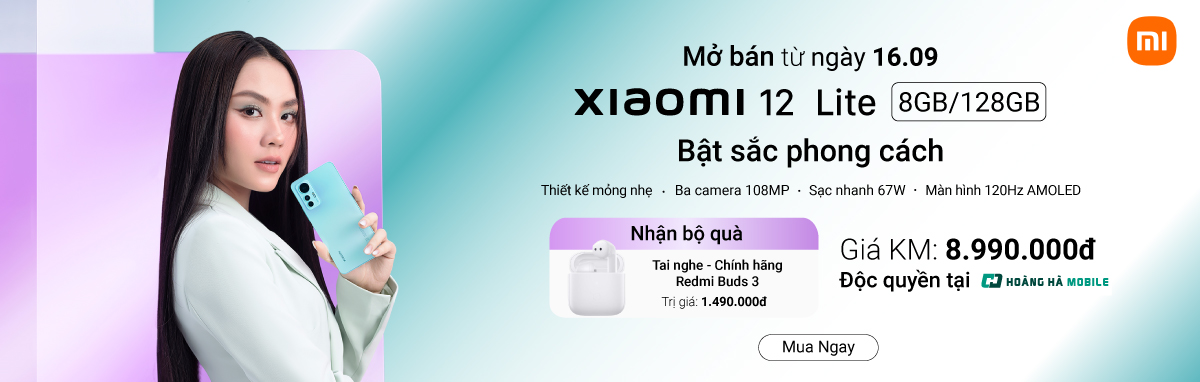 mi
Mở bán từ ngày 16.09
xiaomi 12 Lite 8GB/128GB
Bật sắc phong cách
Thiết kế mỏng nhẹ • Ba camera 108MP • Sạc nhanh 67W • Màn hình 120Hz AMOLED
Nhận bộ quà
Tai nghe - Chính hãng
Redmi Buds 3
Trị giá: 1.490.000đ
Giá KM: 8.990.000đ
Độc quyền tại HOÀNG HÀ MOBILE
Mua Ngay